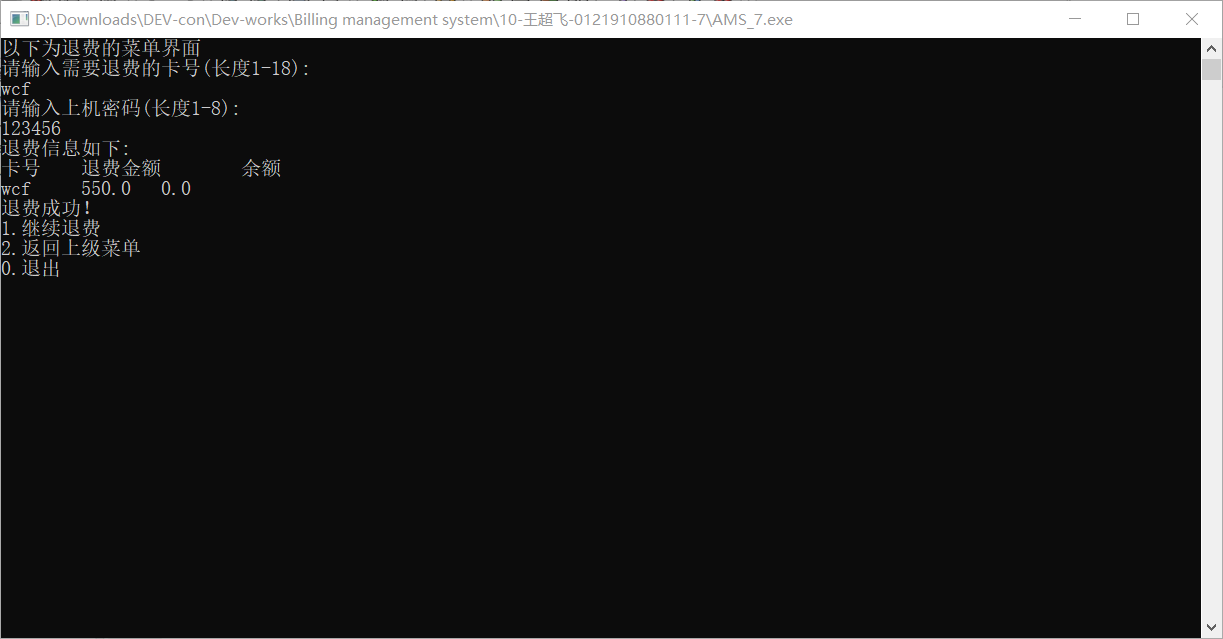 D:\Downloads\DEV-con\Dev-works\Billing management system\10-王超飞-0121910880111-7\AMS_7.exe
以下为退费的菜单界面
请输入需要退费的卡号(长度1-18):
wcf
请输入上机密码(长度1-8):
123456
退费信息如下:
卡号 退费金额 余额
wcf 550.0 0.0
退费成功!
1.继续退费
2.返回上级菜单
0.退出